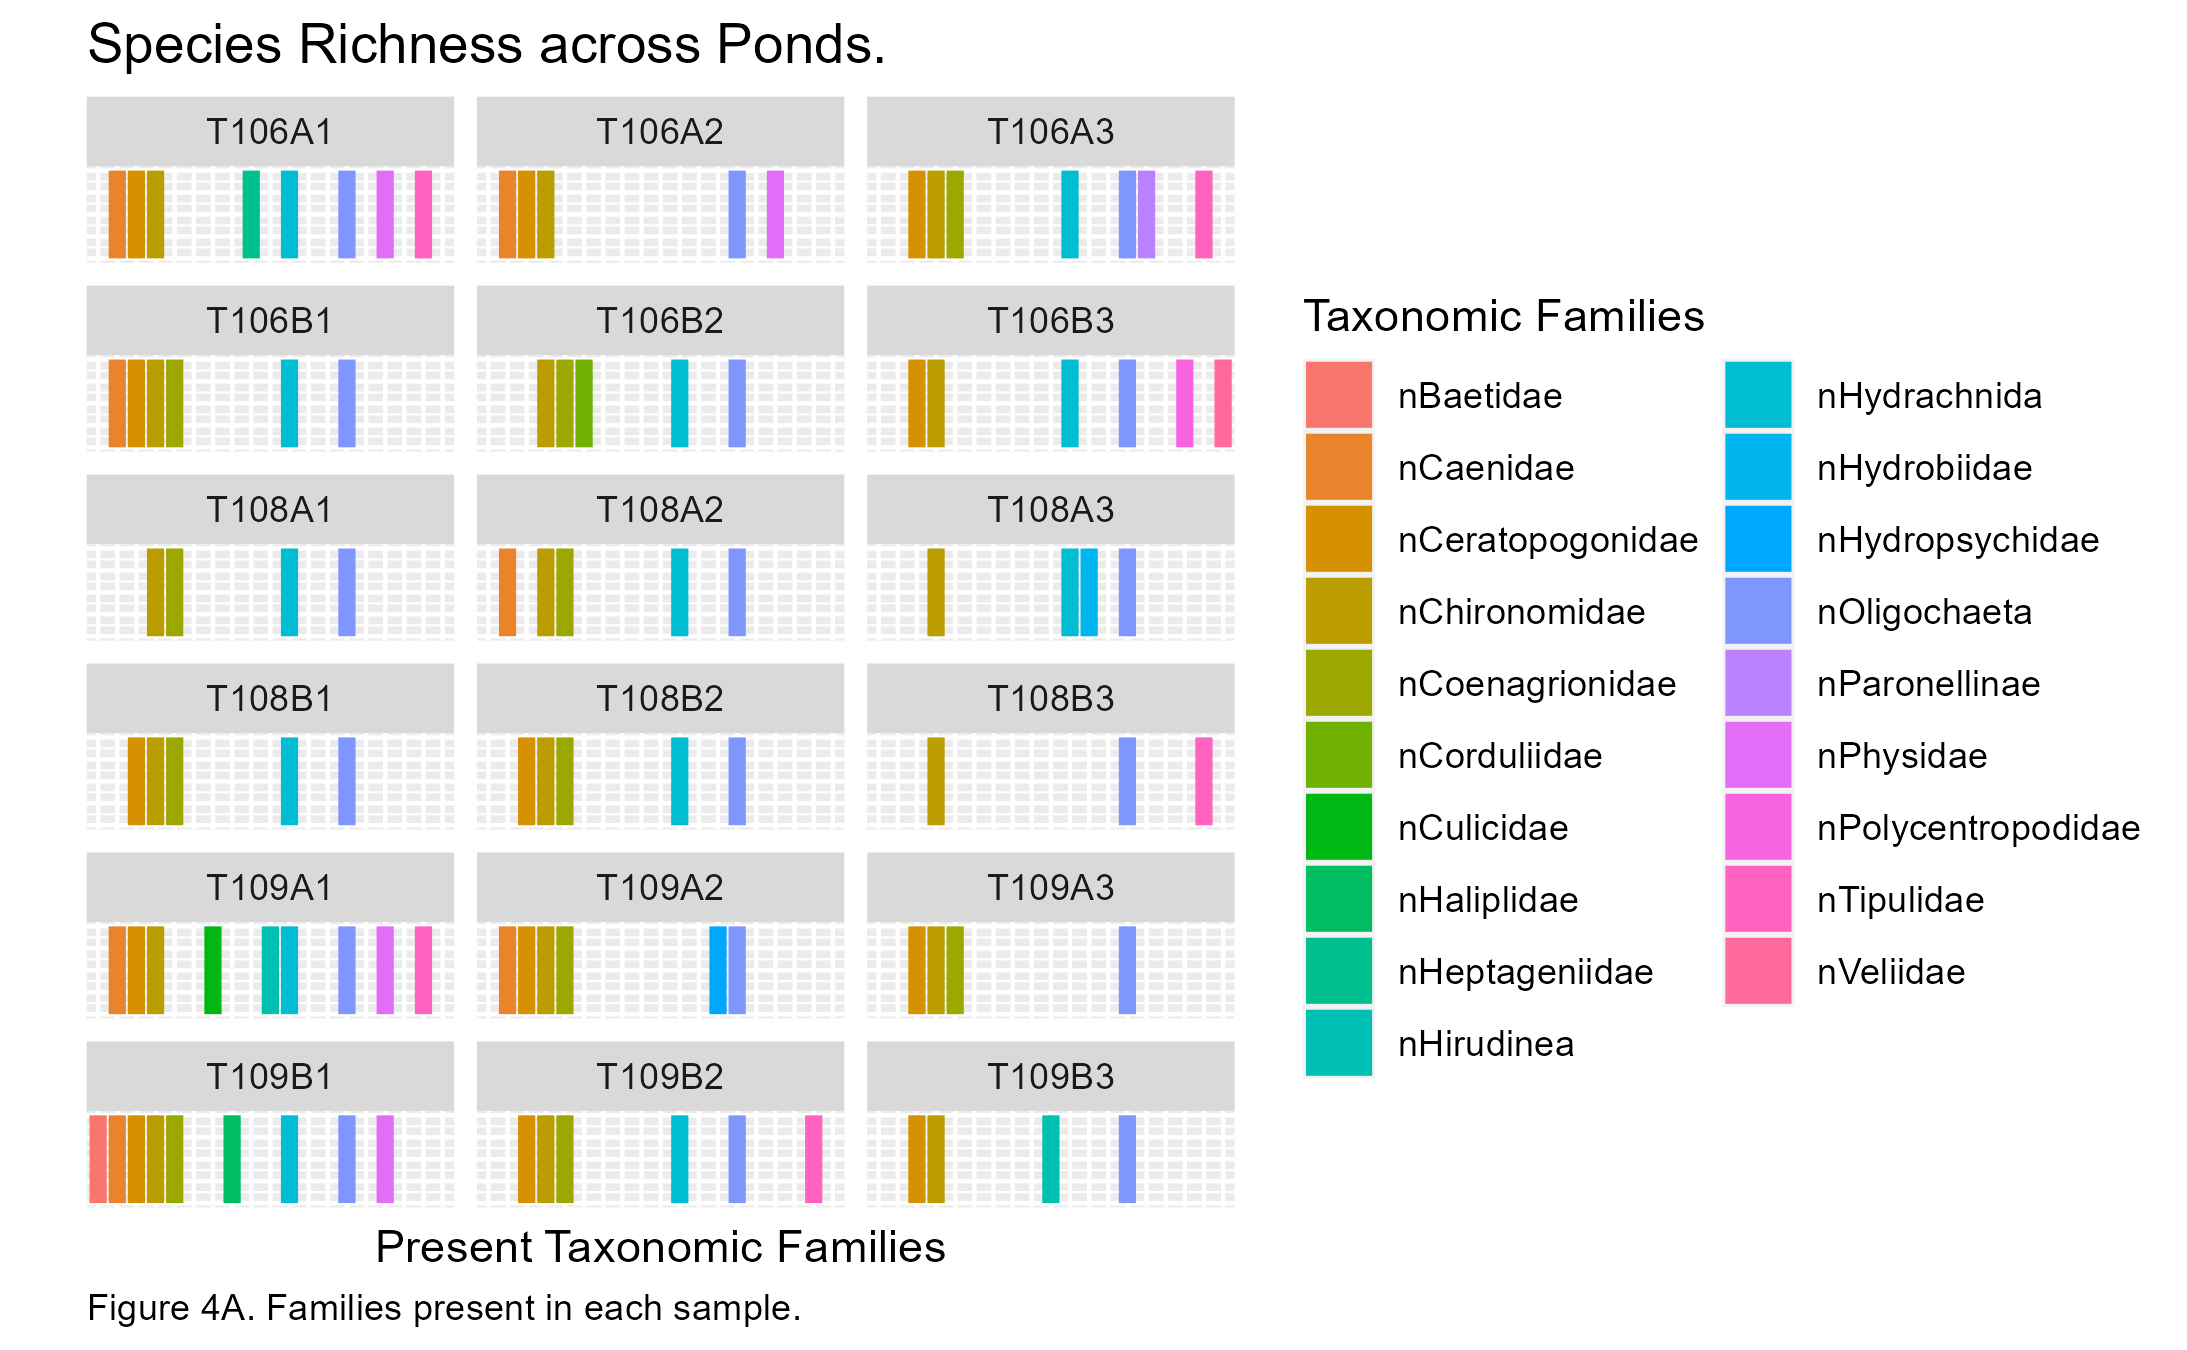 Species Richness across Ponds.
T106A1 T106A2 T106A3
T106B1 T106B2 T106B3
T108A1 T108A2 T108A3
T108B1 T108B2 T108B3
T109A1 T109A2 T109A3
T109B1 T109B2 T109B3
Present Taxonomic Families
Figure 4A. Families present in each sample.
Taxonomic Families
nBaetidae
nCaenidae
nCeratopogonidae
nChironomidae
nCoenagrionidae
nCorduliidae
nCulicidae
nHaliplidae
nHeptageniidae
nHirudinea
nHydrachnida
nHydrobiidae
nHydropsychidae
nOligochaeta
nParonellinae
nPhysidae
nPolycentropodidae
nTipulidae
nVeliidae